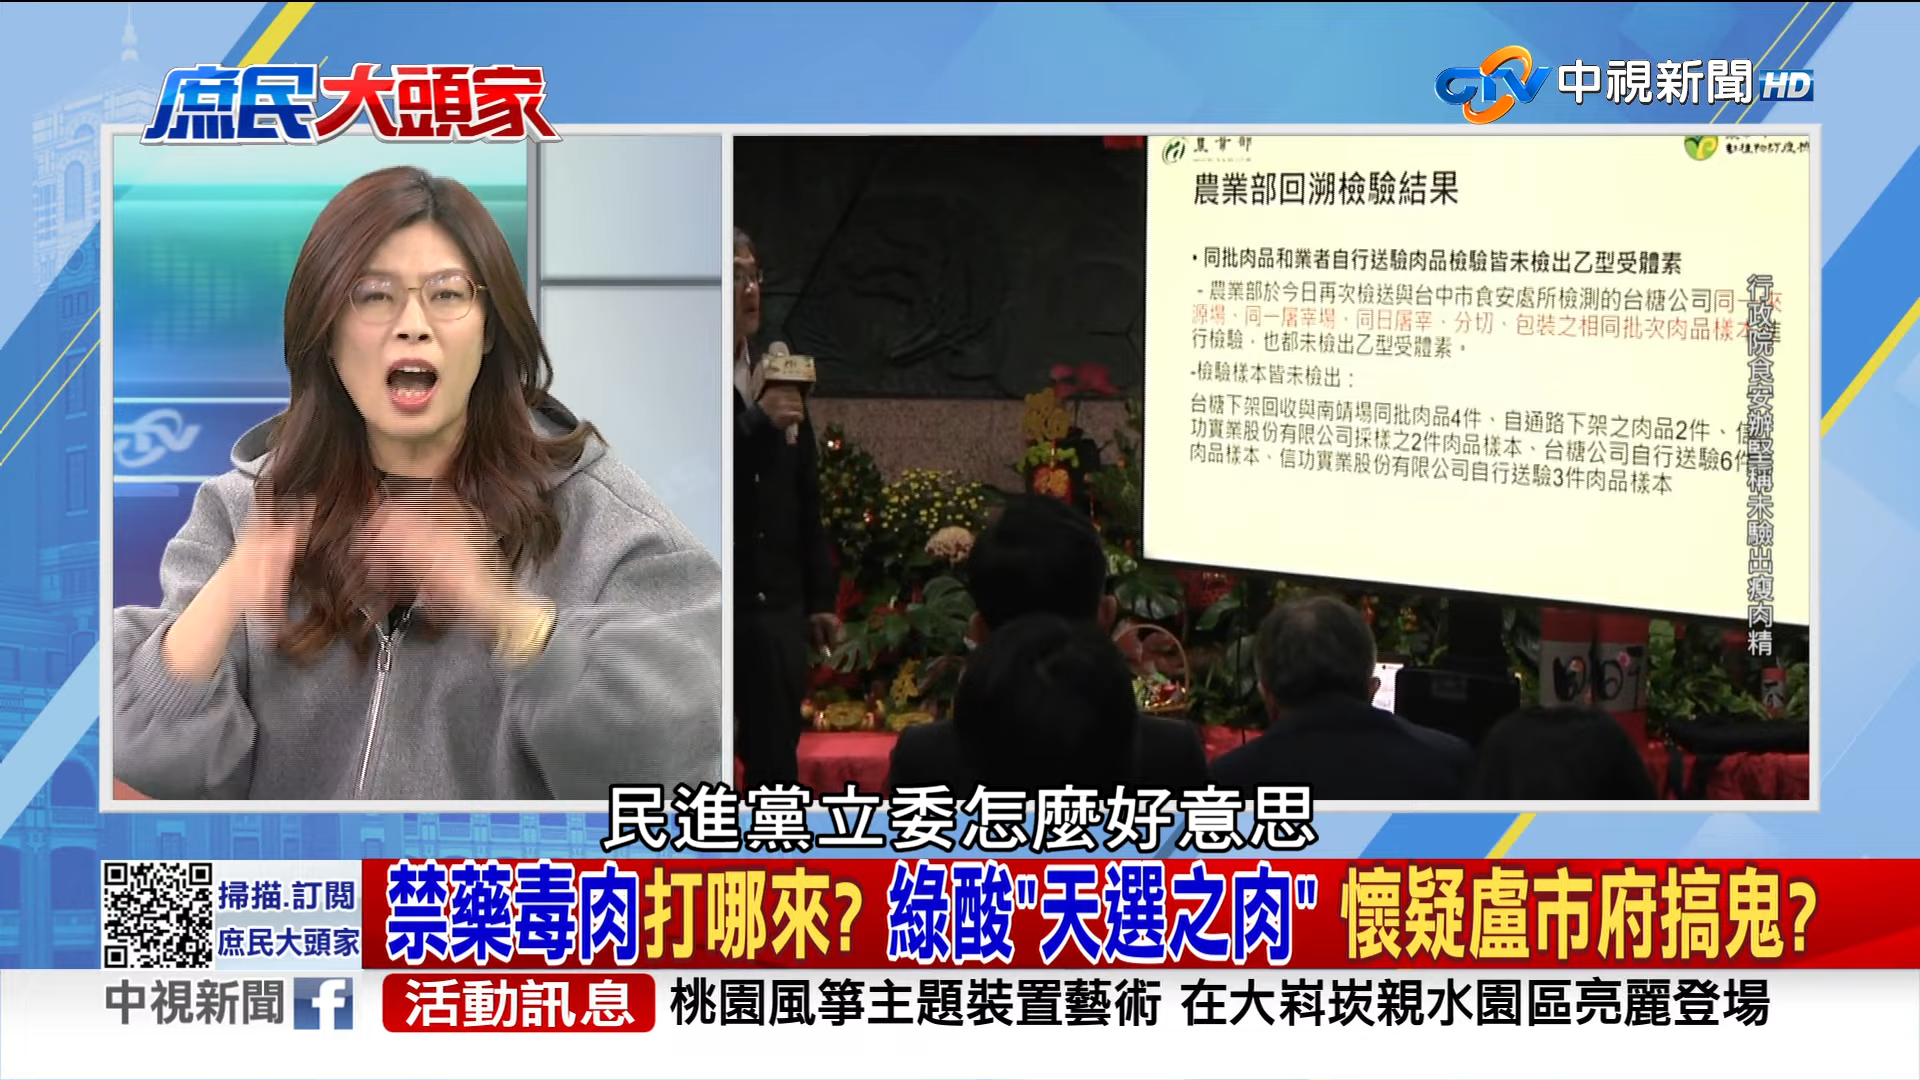 庶民大頭家
CTV 中視新聞 HD
農業部
農業部回溯檢驗結果
•同批肉品和業者自行送驗肉品檢驗皆未檢出乙型受體素
-農業部於今日再次檢送與台中市食安處所檢測的台糖公司同一來
源場、同一屠宰場、同日屠宰、分切、包裝之相同批次肉品樣本進
行檢驗，也都未檢出乙型受體素。
-檢驗樣本皆未檢出：
台糖下架回收與南靖場同批肉品4件、自通路下架之肉品2件、信
功實業股份有限公司採樣之2件肉品樣本、台糖公司自行送驗6件
肉品樣本、信功實業股份有限公司自行送驗3件肉品樣本
行政院食安辦堅稱未驗出瘦肉精
民進黨立委怎麼好意思
掃描.訂閱
庶民大頭家
禁藥毒肉打哪來? 綠酸"天選之肉" 懷疑盧市府搞鬼?
中視新聞 f
活動訊息 桃園風箏主題裝置藝術 在大嵙崁親水園區亮麗登場